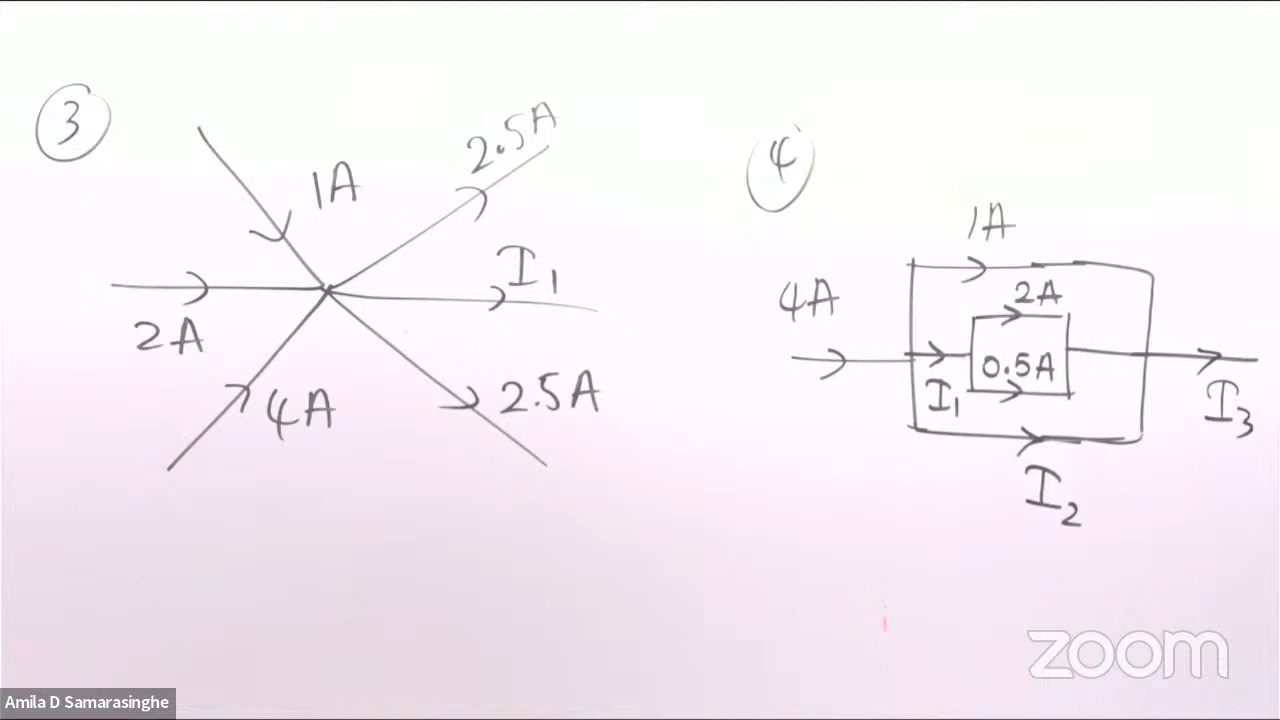 3
1A
2.5A
I1
2A
4A
2.5A
4
1A
4A
2A
0.5A
I1
I3
I2
zoom
Amila D Samarasinghe